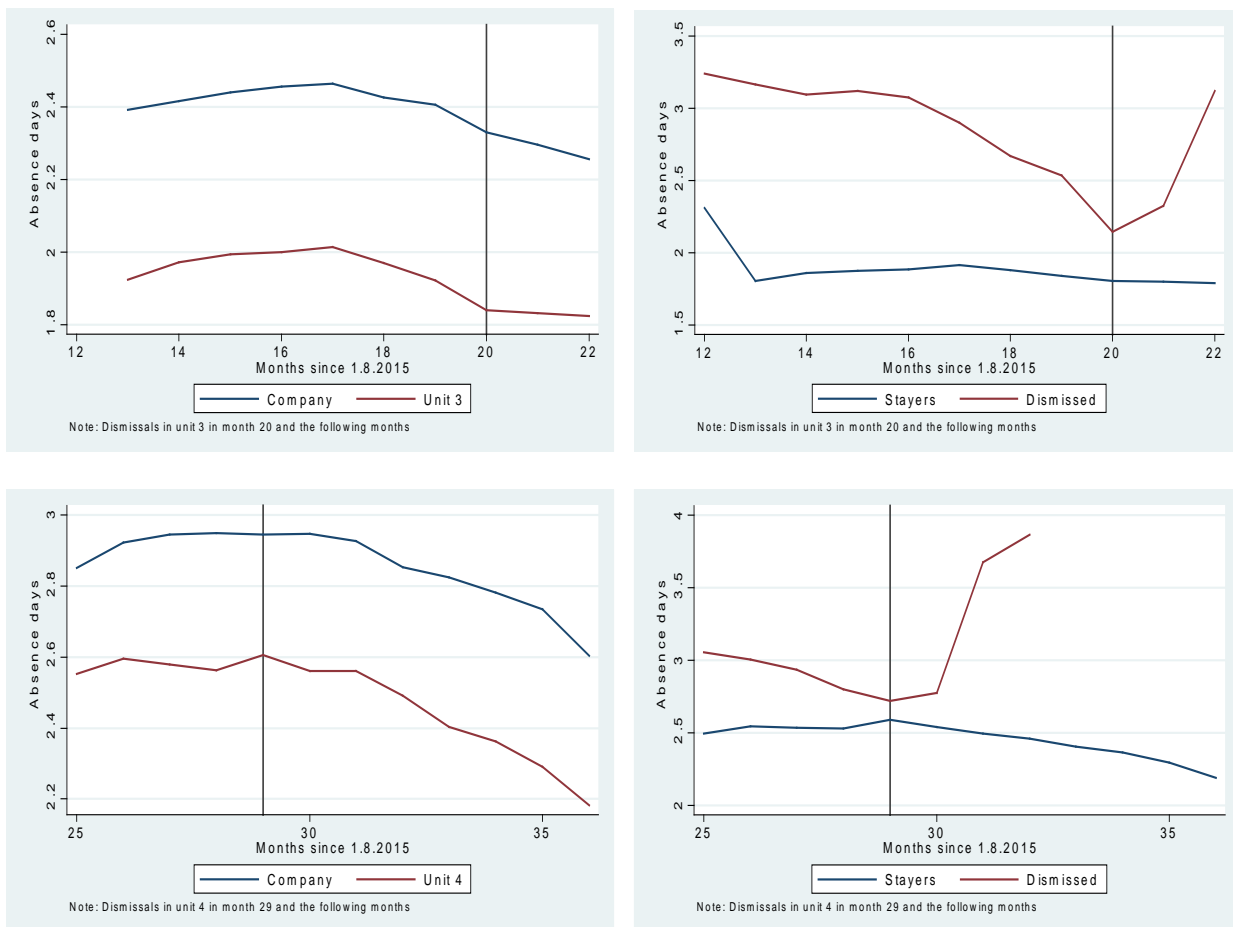 Absence days
2.6
2.4
2.2
2
1.8
12 14 16 18 20 22
Months since 1.8.2015
Company Unit 3
Note: Dismissals in unit 3 in month 20 and the following months
Absence days
3.5
3
2.5
2
1.5
12 14 16 18 20 22
Months since 1.8.2015
Stayers Dismissed
Note: Dismissals in unit 3 in month 20 and the following months
Absence days
3
2.8
2.6
2.4
2.2
25 30 35
Months since 1.8.2015
Company Unit 4
Note: Dismissals in unit 4 in month 29 and the following months
Absence days
4
3.5
3
2.5
2
25 30 35
Months since 1.8.2015
Stayers Dismissed
Note: Dismissals in unit 4 in month 29 and the following months